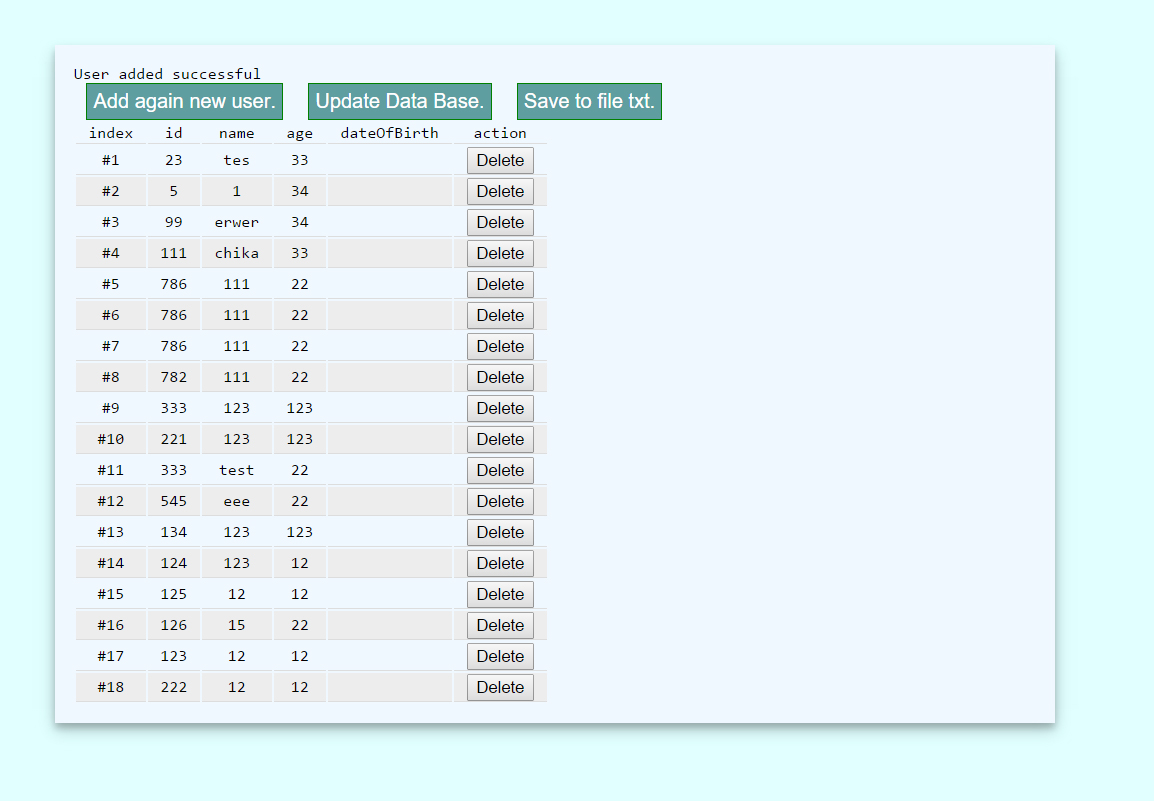 User added successful
Add again new user. Update Data Base. Save to file txt.
index id name age dateOfBirth action
#1 23 tes 33 Delete
#2 5 1 34 Delete
#3 99 erwer 34 Delete
#4 111 chika 33 Delete
#5 786 111 22 Delete
#6 786 111 22 Delete
#7 786 111 22 Delete
#8 782 111 22 Delete
#9 333 123 123 Delete
#10 221 123 123 Delete
#11 333 test 22 Delete
#12 545 eee 22 Delete
#13 134 123 123 Delete
#14 124 123 12 Delete
#15 125 12 12 Delete
#16 126 15 22 Delete
#17 123 12 12 Delete
#18 222 12 12 Delete